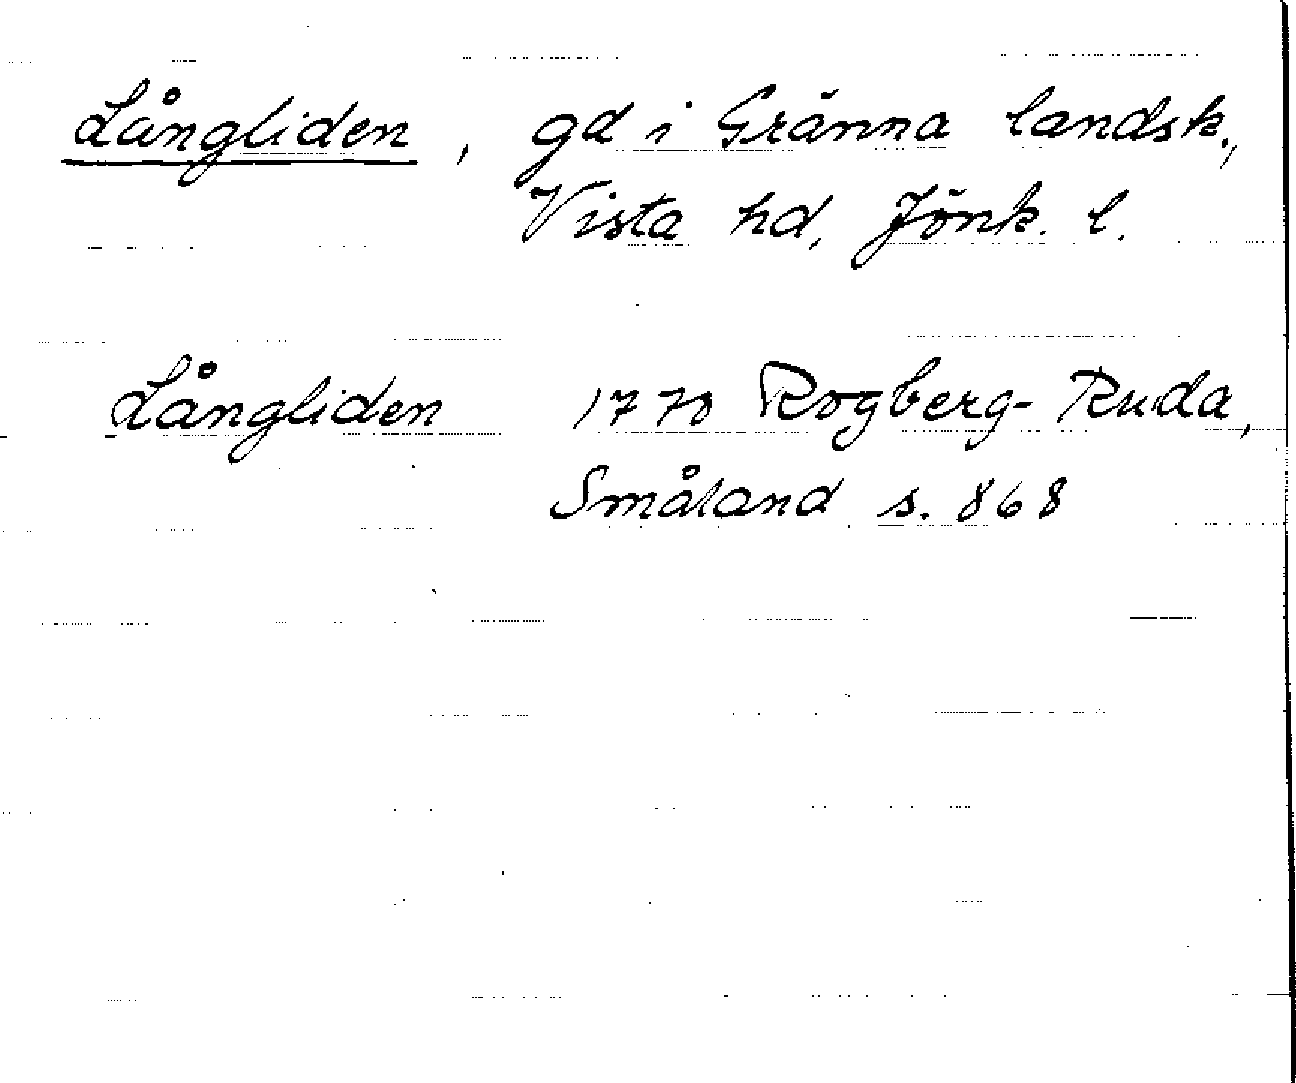 Långliden, gd i Gränna landsk.,
Vista hd, Jönk. l.
Långliden 1770 Rogberg-Ruda,
Småland s. 868